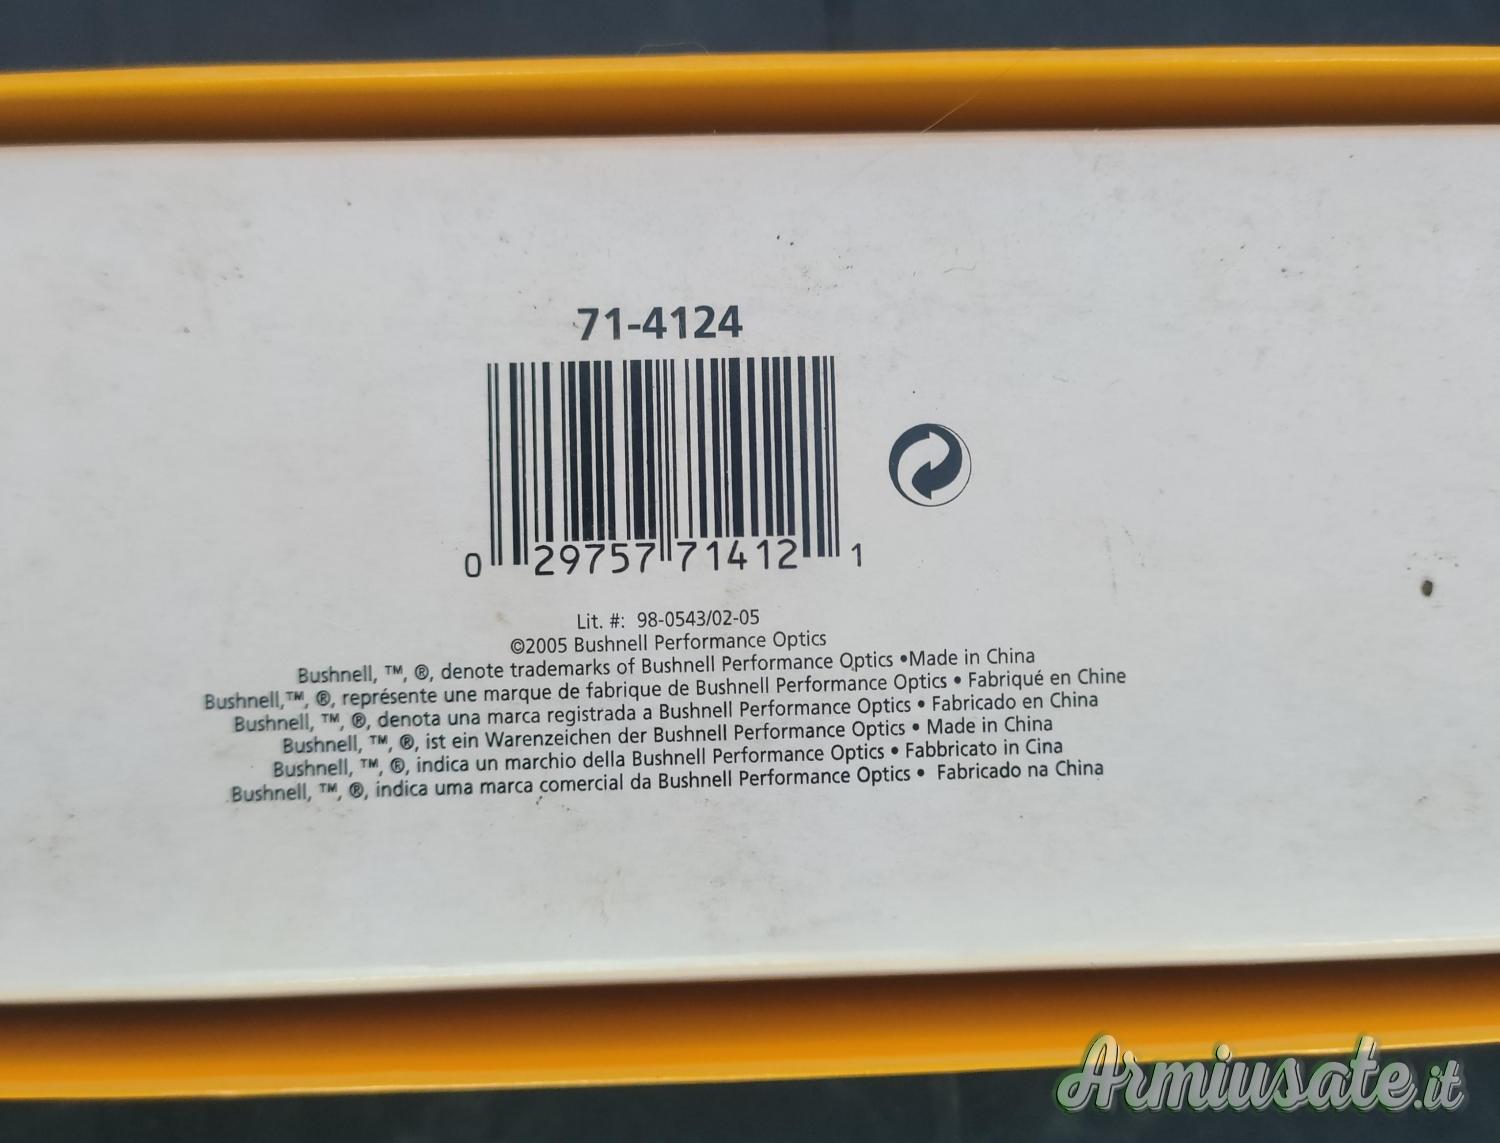 71-4124
0 29757 71412 1
Lit. #: 98-0543/02-05
©2005 Bushnell Performance Optics
Bushnell, ™, ®, denote trademarks of Bushnell Performance Optics •Made in China
Bushnell,™, ®, représente une marque de fabrique de Bushnell Performance Optics • Fabriqué en Chine
Bushnell, ™, ®, denota una marca registrada a Bushnell Performance Optics • Fabricado en China
Bushnell, ™, ®, ist ein Warenzeichen der Bushnell Performance Optics • Made in China
Bushnell, ™, ®, indica un marchio della Bushnell Performance Optics • Fabbricato in Cina
Bushnell, ™, ®, indica uma marca comercial da Bushnell Performance Optics • Fabricado na China
Armiusate.it